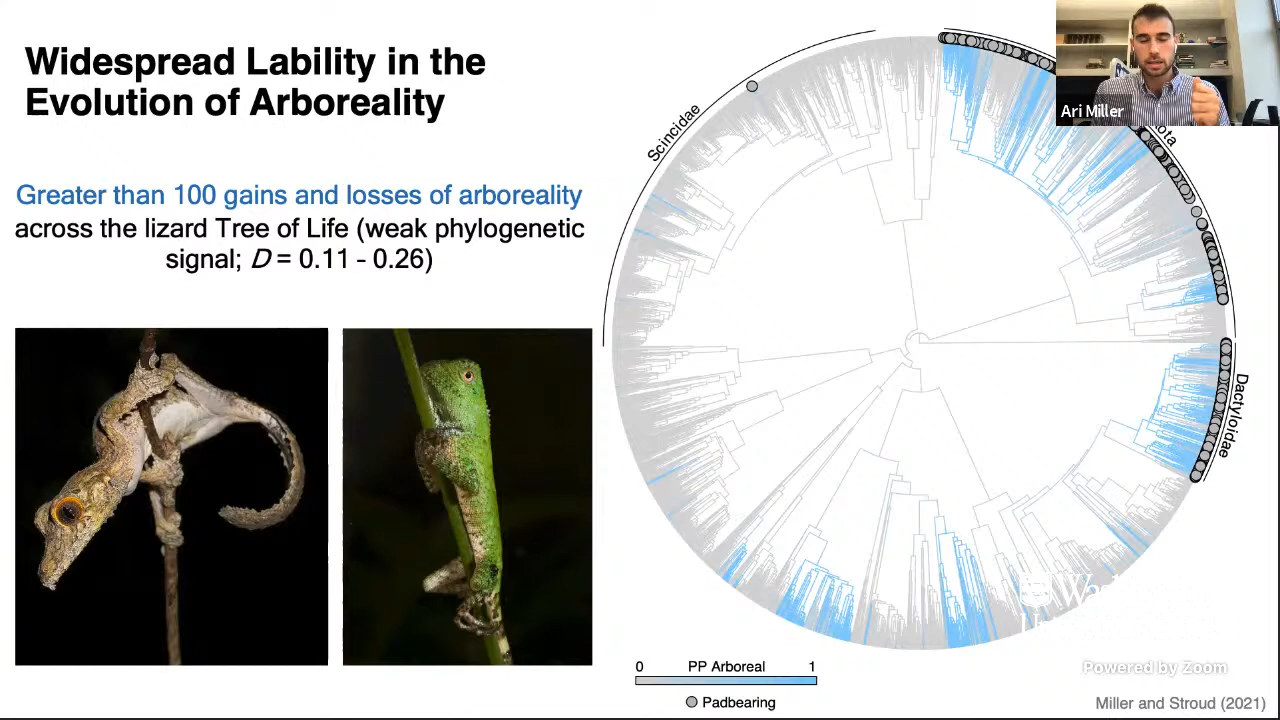 Widespread Lability in the
Evolution of Arboreality
Greater than 100 gains and losses of arboreality
across the lizard Tree of Life (weak phylogenetic
signal; D = 0.11 - 0.26)
Scincidae
Ari Miller
Dactyloidae
0 PP Arboreal 1
Padbearing
Powered by Zoom
Miller and Stroud (2021)